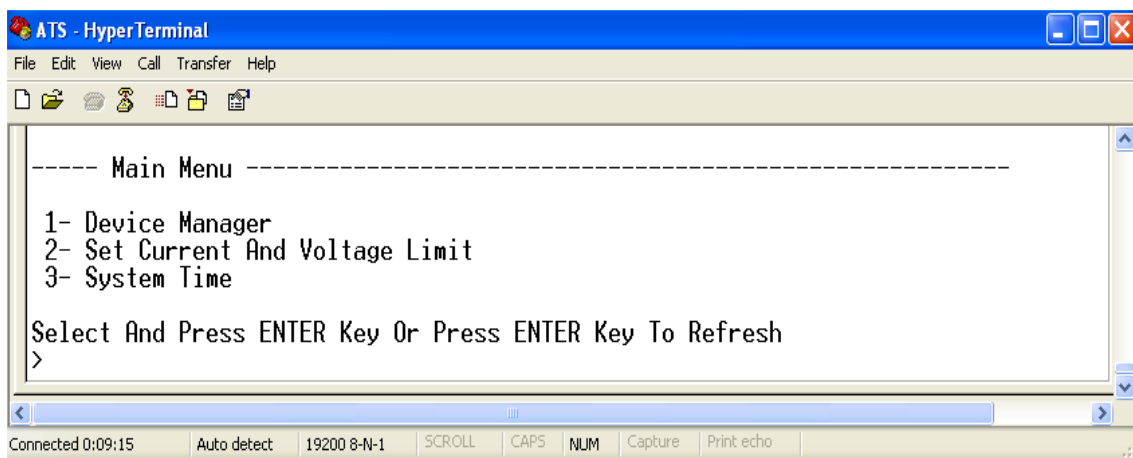 ATS - HyperTerminal
File Edit View Call Transfer Help
----- Main Menu ---------------------------------------------------------
1- Device Manager
2- Set Current And Voltage Limit
3- System Time
Select And Press ENTER Key Or Press ENTER Key To Refresh
>
Connected 0:09:15 Auto detect 19200 8-N-1 SCROLL CAPS NUM Capture Print echo